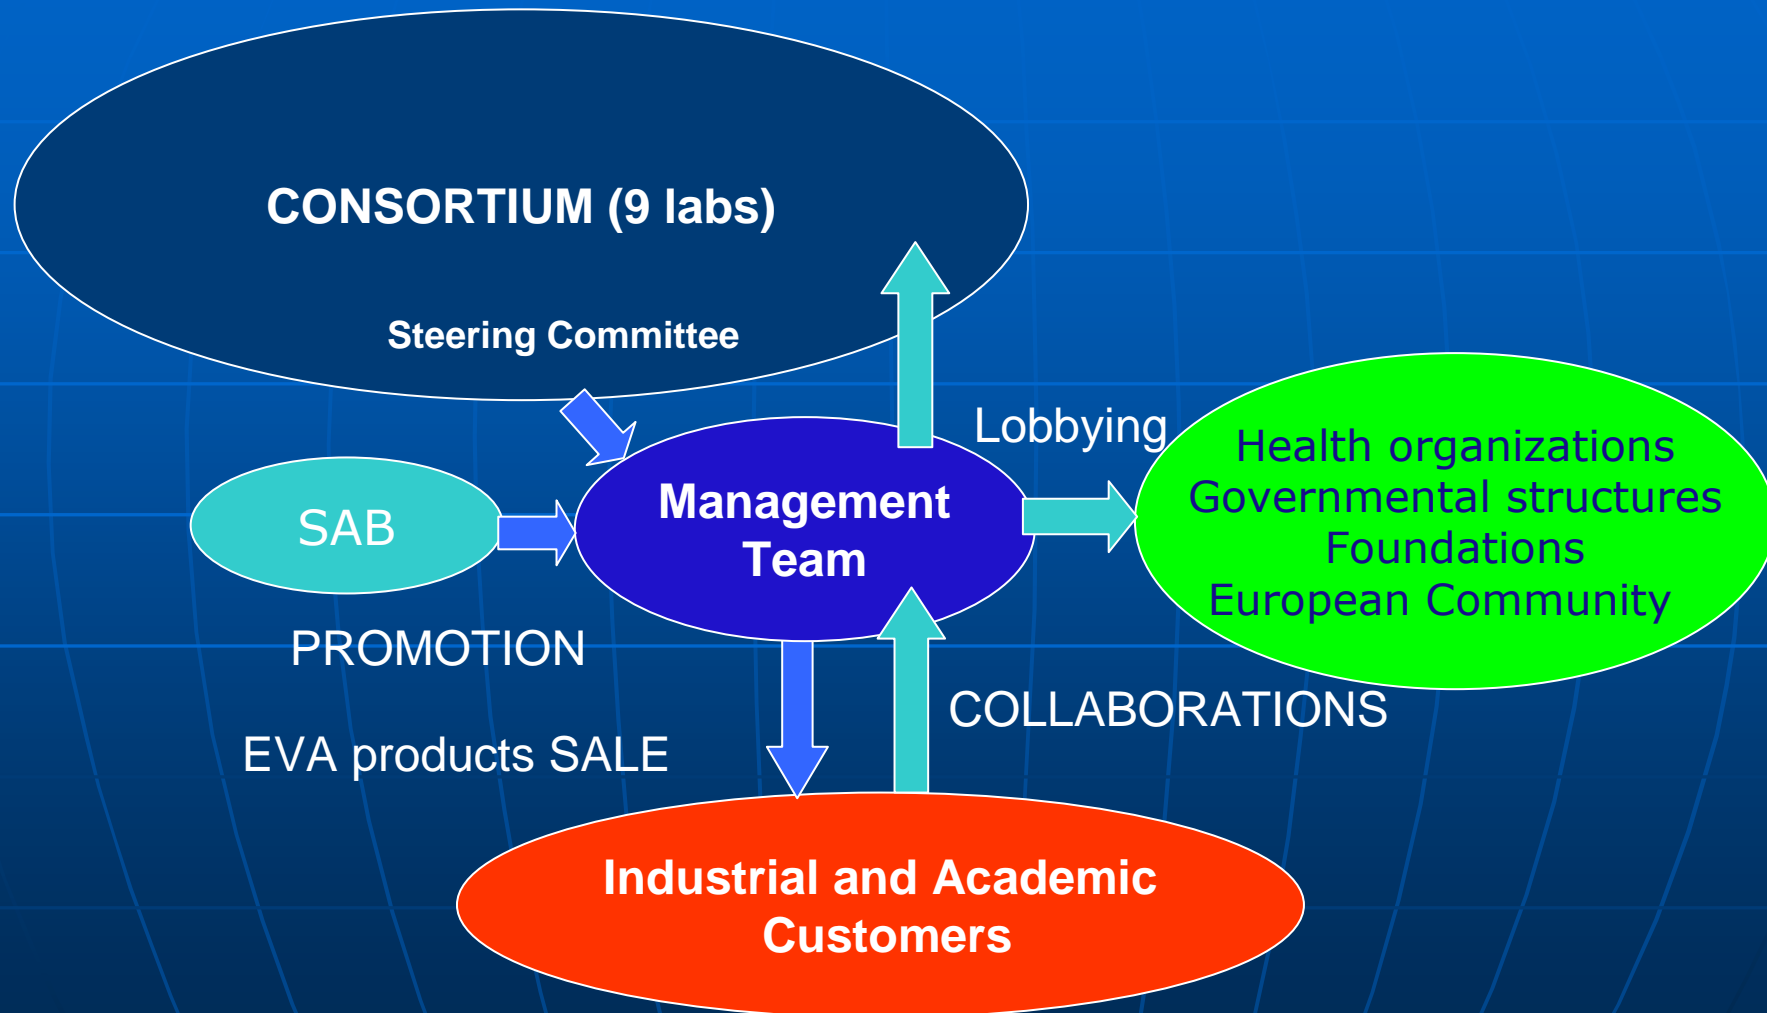 CONSORTIUM (9 labs)
Steering Committee
Lobbying
Health organizations
Governmental structures
Foundations
European Community
Management
Team
SAB
PROMOTION
EVA products SALE
COLLABORATIONS
Industrial and Academic
Customers